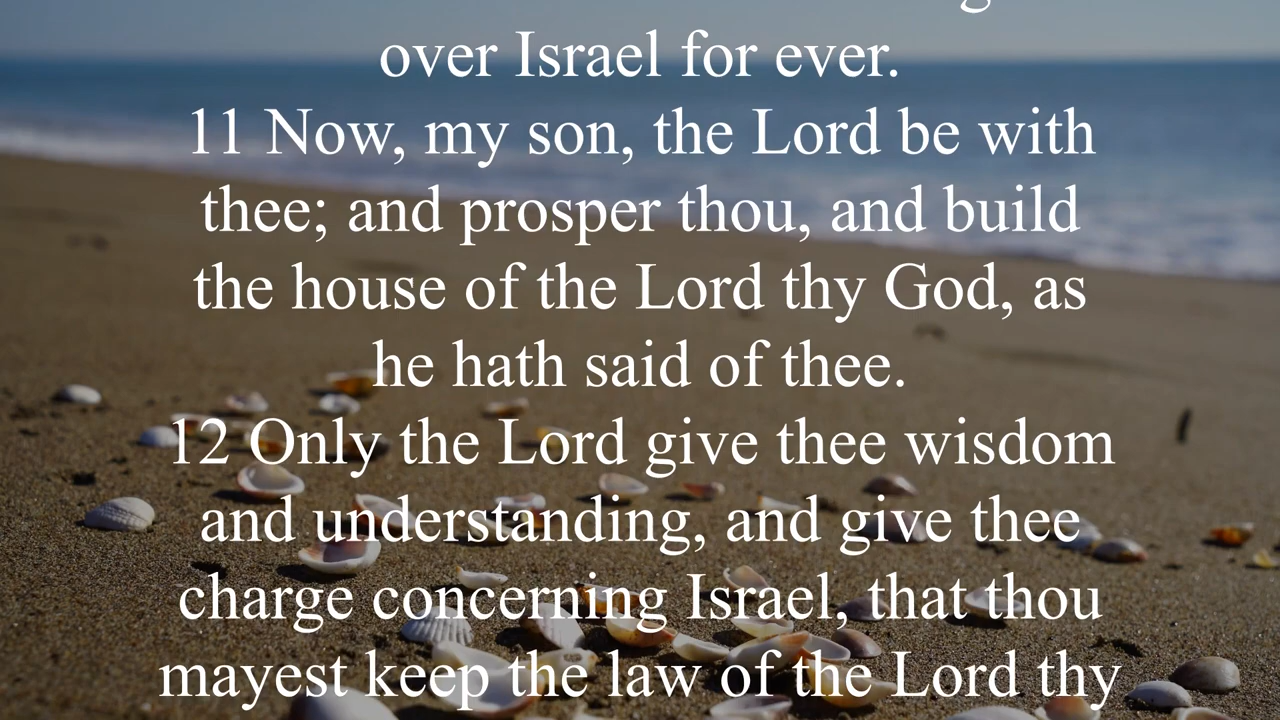 over Israel for ever.
11 Now, my son, the Lord be with
thee; and prosper thou, and build
the house of the Lord thy God, as
he hath said of thee.
12 Only the Lord give thee wisdom
and understanding, and give thee
charge concerning Israel, that thou
mayest keep the law of the Lord thy